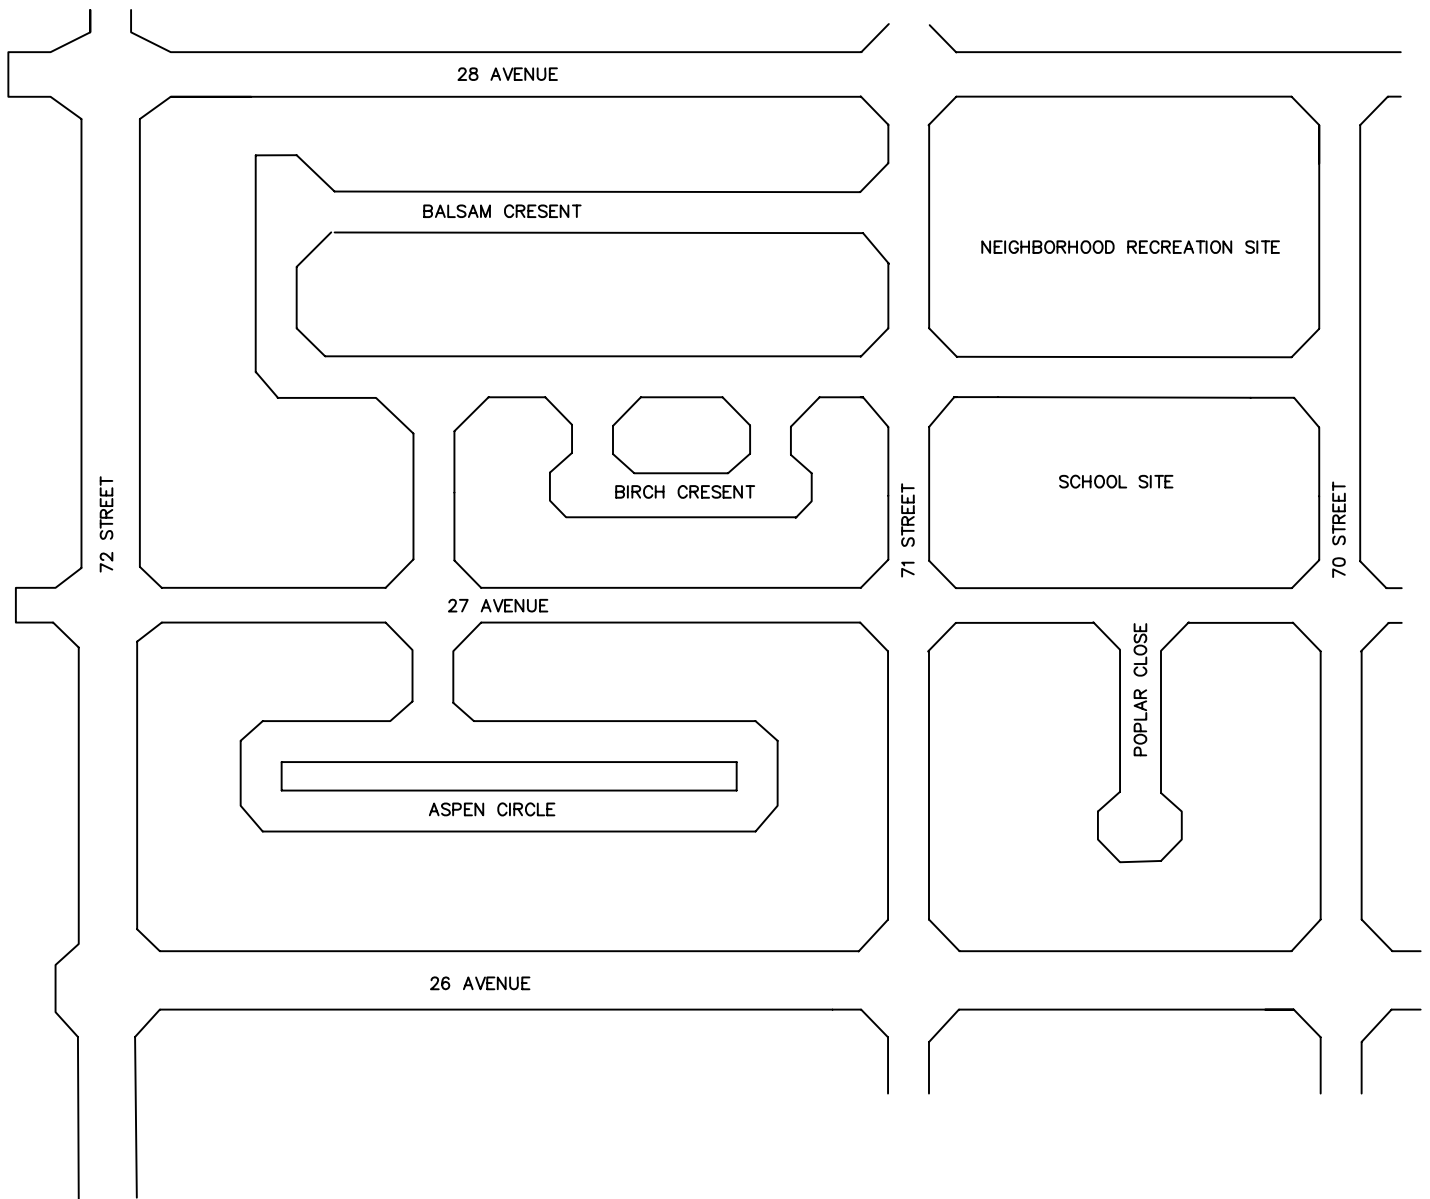 28 AVENUE
BALSAM CRESENT
NEIGHBORHOOD RECREATION SITE
72 STREET
BIRCH CRESENT
71 STREET
SCHOOL SITE
70 STREET
27 AVENUE
POPLAR CLOSE
ASPEN CIRCLE
26 AVENUE